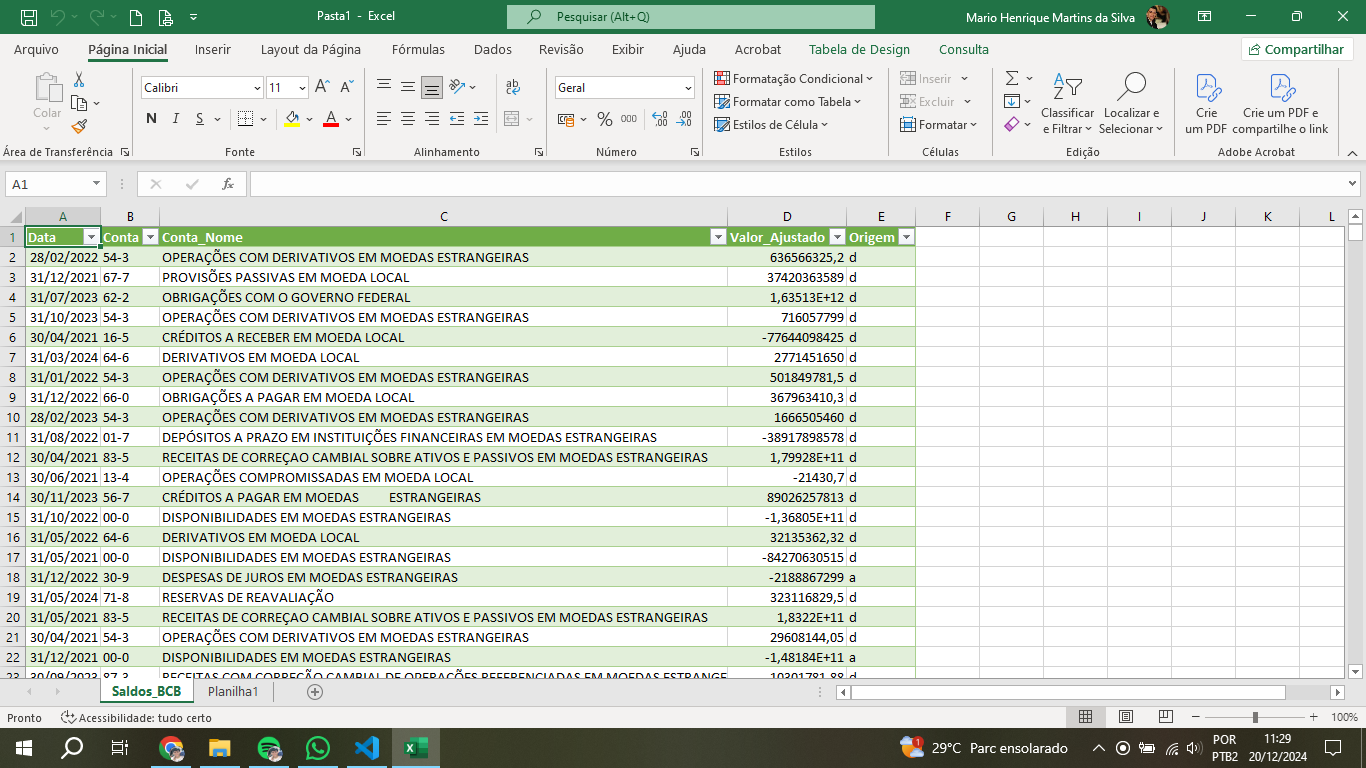 Pasta1 - Excel
Pesquisar (Alt+Q)
Mario Henrique Martins da Silva
Arquivo Página Inicial Inserir Layout da Página Fórmulas Dados Revisão Exibir Ajuda Acrobat Tabela de Design Consulta Compartilhar
Colar
Calibri 11
N I S
A
ab
Geral
% 000
Formatação Condicional
Formatar como Tabela
Estilos de Célula
Inserir
Excluir
Formatar
Classificar e Filtrar
Localizar e Selecionar
Crie um PDF
Crie um PDF e compartilhe o link
Área de Transferência Fonte Alinhamento Número Estilos Células Edição Adobe Acrobat
A1 fx
A B C D E F G H I J K L
1 Data Conta Conta_Nome Valor_Ajustado Origem
2 28/02/2022 54-3 OPERAÇÕES COM DERIVATIVOS EM MOEDAS ESTRANGEIRAS 636566325,2 d
3 31/12/2021 67-7 PROVISÕES PASSIVAS EM MOEDA LOCAL 37420363589 d
4 31/07/2023 62-2 OBRIGAÇÕES COM O GOVERNO FEDERAL 1,63513E+12 d
5 31/10/2023 54-3 OPERAÇÕES COM DERIVATIVOS EM MOEDAS ESTRANGEIRAS 716057799 d
6 30/04/2021 16-5 CRÉDITOS A RECEBER EM MOEDA LOCAL -77644098425 d
7 31/03/2024 64-6 DERIVATIVOS EM MOEDA LOCAL 2771451650 d
8 31/01/2022 54-3 OPERAÇÕES COM DERIVATIVOS EM MOEDAS ESTRANGEIRAS 501849781,5 d
9 31/12/2022 66-0 OBRIGAÇÕES A PAGAR EM MOEDA LOCAL 367963410,3 d
10 28/02/2023 54-3 OPERAÇÕES COM DERIVATIVOS EM MOEDAS ESTRANGEIRAS 1666505460 d
11 31/08/2022 01-7 DEPÓSITOS A PRAZO EM INSTITUIÇÕES FINANCEIRAS EM MOEDAS ESTRANGEIRAS -38917898578 d
12 30/04/2021 83-5 RECEITAS DE CORREÇAO CAMBIAL SOBRE ATIVOS E PASSIVOS EM MOEDAS ESTRANGEIRAS 1,79928E+11 d
13 30/06/2021 13-4 OPERAÇÕES COMPROMISSADAS EM MOEDA LOCAL -21430,7 d
14 30/11/2023 56-7 CRÉDITOS A PAGAR EM MOEDAS ESTRANGEIRAS 89026257813 d
15 31/10/2022 00-0 DISPONIBILIDADES EM MOEDAS ESTRANGEIRAS -1,36805E+11 d
16 31/05/2022 64-6 DERIVATIVOS EM MOEDA LOCAL 32135362,32 d
17 31/05/2021 00-0 DISPONIBILIDADES EM MOEDAS ESTRANGEIRAS -84270630515 d
18 31/12/2022 30-9 DESPESAS DE JUROS EM MOEDAS ESTRANGEIRAS -2188867299 a
19 31/05/2024 71-8 RESERVAS DE REAVALIAÇÃO 323116829,5 d
20 31/05/2021 83-5 RECEITAS DE CORREÇAO CAMBIAL SOBRE ATIVOS E PASSIVOS EM MOEDAS ESTRANGEIRAS 1,8322E+11 d
21 30/04/2021 54-3 OPERAÇÕES COM DERIVATIVOS EM MOEDAS ESTRANGEIRAS 29608144,05 d
22 31/12/2021 00-0 DISPONIBILIDADES EM MOEDAS ESTRANGEIRAS -1,48184E+11 a
23 30/09/2023 87-3 RECEITAS COM CORREÇÃO CAMBIAL DE OPERAÇÕES REFERENCIADAS EM MOEDAS ESTRANGE 10301781,88 d
Saldos_BCB Planilha1
Pronto Acessibilidade: tudo certo 100%
1 29°C Parc ensolarado
POR 11:29
PTB2 20/12/2024